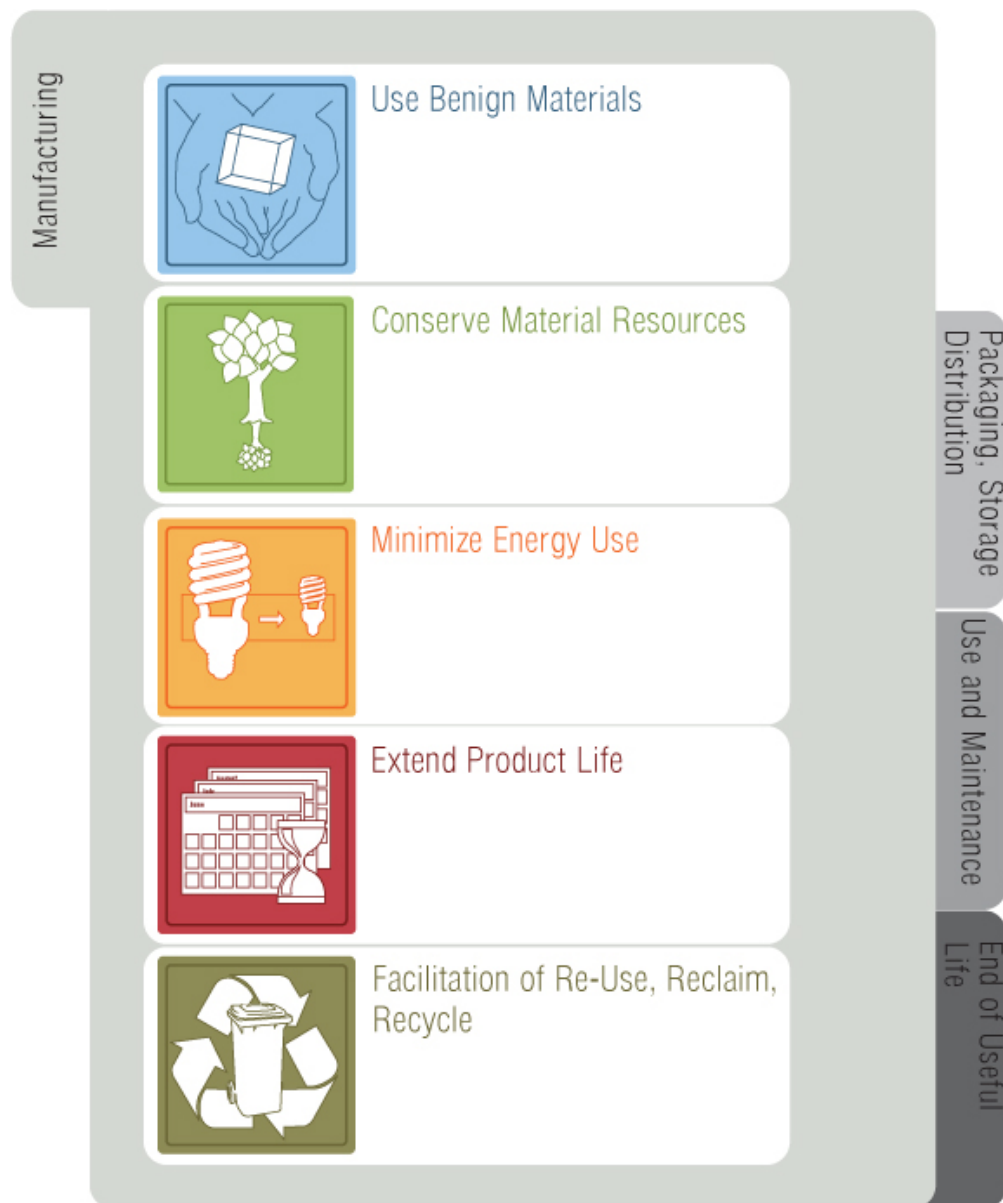 Manufacturing
Use Benign Materials
Conserve Material Resources
Minimize Energy Use
Extend Product Life
Facilitation of Re-Use, Reclaim,
Recycle
Packaging, Storage
Distribution
Use and Maintenance
End of Useful
Life